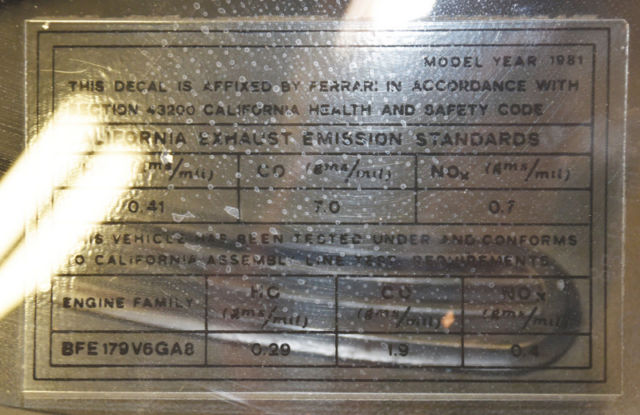 MODEL YEAR 1981
THIS DECAL IS AFFIXED BY FERRARI IN ACCORDANCE WITH
SECTION 43200 CALIFORNIA HEALTH AND SAFETY CODE
CALIFORNIA EXHAUST EMISSION STANDARDS
(gms/mil) CO (gms/mil) NOx (gms/mil)
0.41 7.0 0.7
THIS VEHICLE HAS BEEN TESTED UNDER AND CONFORMS
TO CALIFORNIA ASSEMBLY LINE TEST REQUIREMENTS
ENGINE FAMILY HC (gms/mil) CO (gms/mil) NOx (gms/mil)
BFE179V6GA8 0.29 1.9 0.4